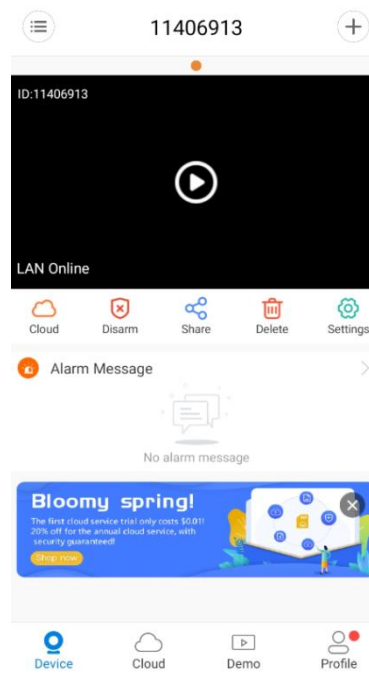 11406913
ID:11406913
LAN Online
Cloud Disarm Share Delete Settings
Alarm Message
No alarm message
Bloomy spring!
The first cloud service trial only costs $0.01!
20% off for the annual cloud service, with
security guaranteed!
Shop now
Device Cloud Demo Profile